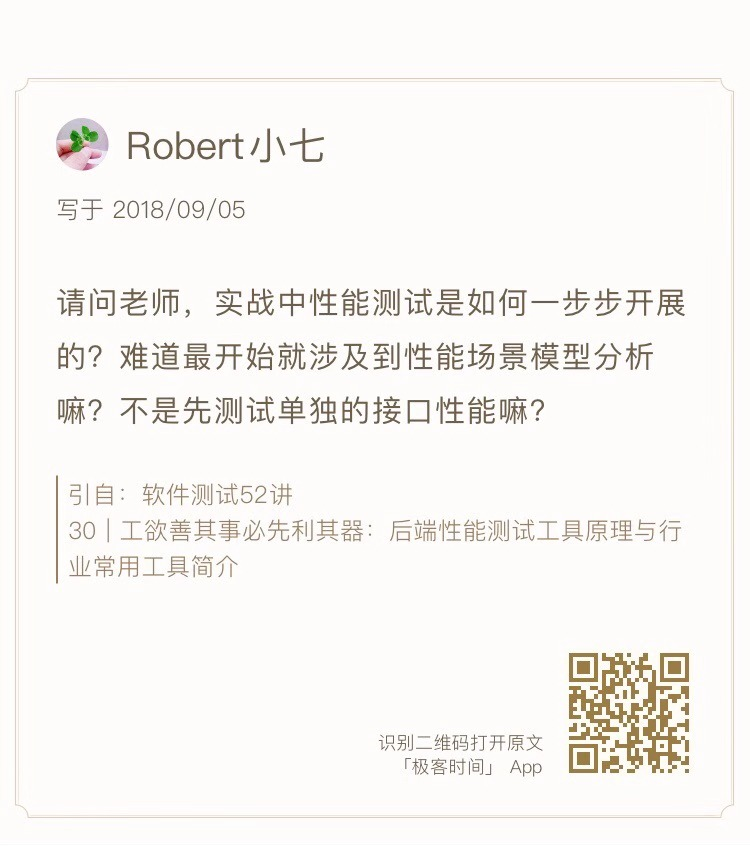 Robert小七
写于 2018/09/05
请问老师，实战中性能测试是如何一步步开展
的？难道最开始就涉及到性能场景模型分析
嘛？不是先测试单独的接口性能嘛？
引自：软件测试52讲
30｜工欲善其事必先利其器：后端性能测试工具原理与行
业常用工具简介
识别二维码打开原文
「极客时间」 App